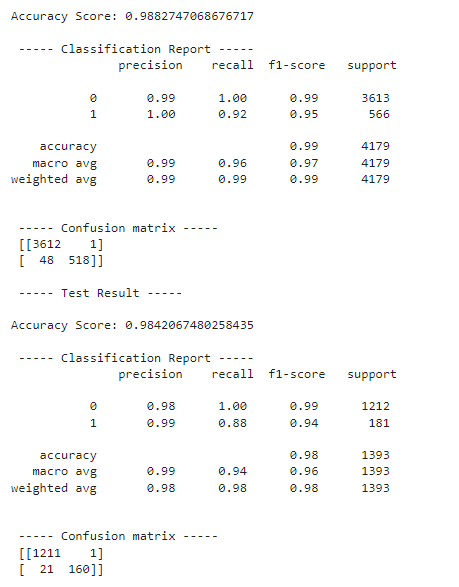 Accuracy Score: 0.9882747068676717
----- Classification Report -----
precision recall f1-score support
0 0.99 1.00 0.99 3613
1 1.00 0.92 0.95 566
accuracy 0.99 4179
macro avg 0.99 0.96 0.97 4179
weighted avg 0.99 0.99 0.99 4179
----- Confusion matrix -----
[[3612 1]
[ 48 518]]
----- Test Result -----
Accuracy Score: 0.9842067480258435
----- Classification Report -----
precision recall f1-score support
0 0.98 1.00 0.99 1212
1 0.99 0.88 0.94 181
accuracy 0.98 1393
macro avg 0.99 0.94 0.96 1393
weighted avg 0.98 0.98 0.98 1393
----- Confusion matrix -----
[[1211 1]
[ 21 160]]